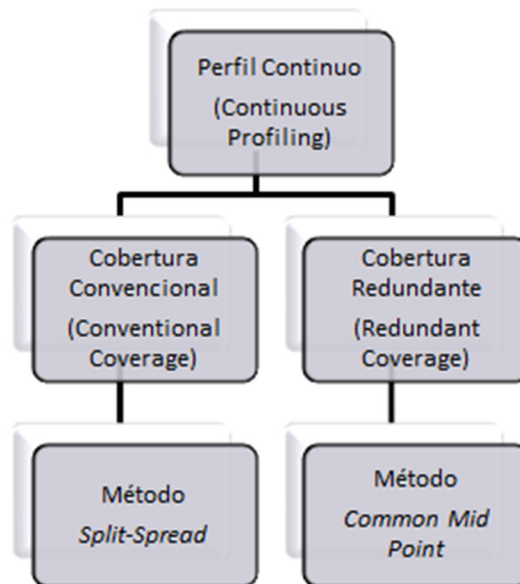 Perfil Continuo
(Continuous
Profiling)
Cobertura
Convencional
(Conventional
Coverage)
Cobertura
Redundante
(Redundant
Coverage)
Método
Split-Spread
Método
Common Mid
Point